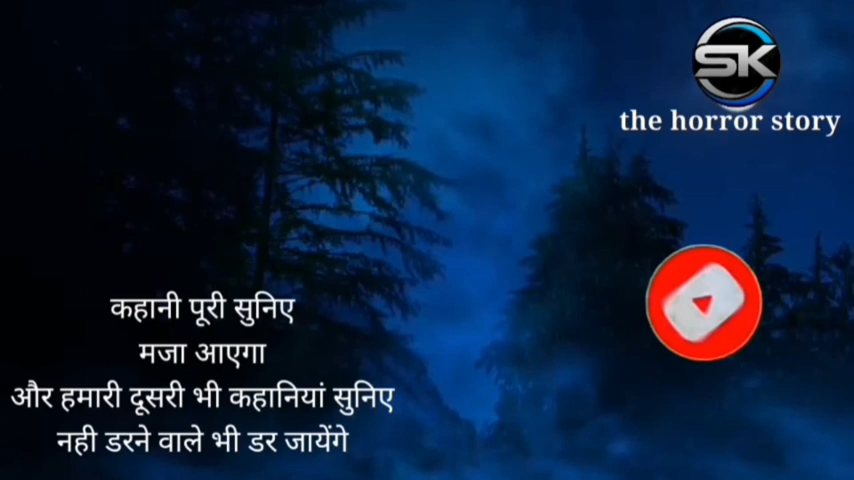 SK
the horror story
कहानी पूरी सुनिए
मजा आएगा
और हमारी दूसरी भी कहानियां सुनिए
नही डरने वाले भी डर जायेंगे